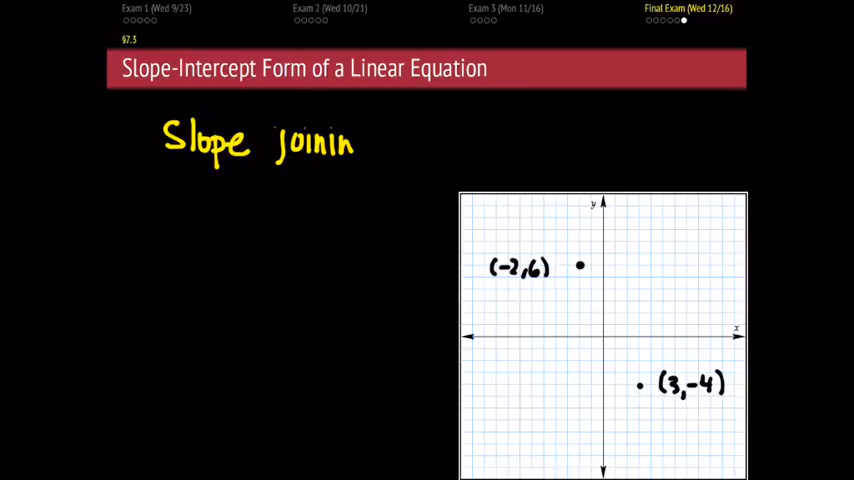 Exam 1 (Wed 9/23) Exam 2 (Wed 10/21) Exam 3 (Mon 11/16) Final Exam (Wed 12/16)
§7.3
Slope-Intercept Form of a Linear Equation
Slope joinin
y
(-2,6)
x
(3,-4)